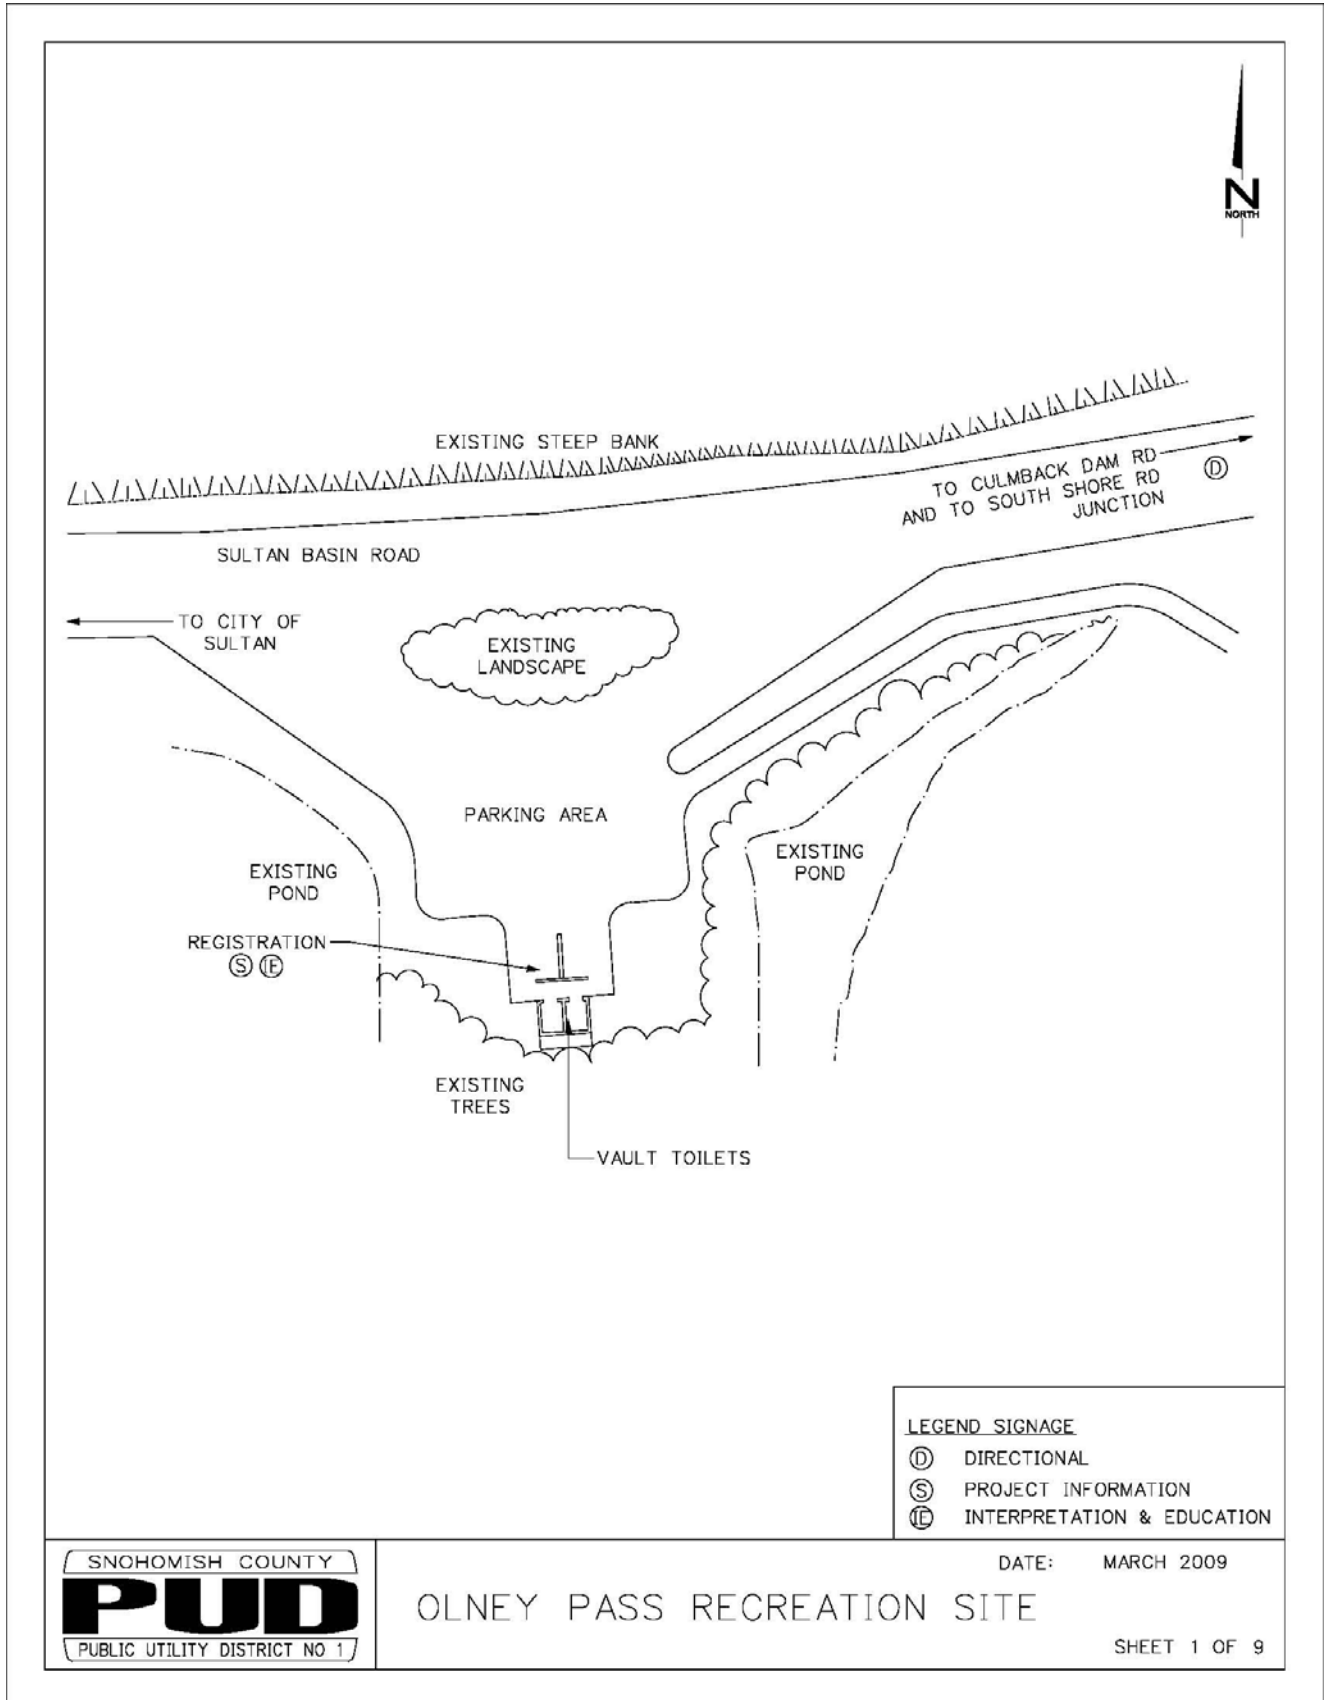 N
NORTH
EXISTING STEEP BANK
TO CULMBACK DAM RD
AND TO SOUTH SHORE RD
JUNCTION
D
SULTAN BASIN ROAD
TO CITY OF
SULTAN
EXISTING
LANDSCAPE
PARKING AREA
EXISTING
POND
EXISTING
POND
REGISTRATION
S IE
EXISTING
TREES
VAULT TOILETS
LEGEND SIGNAGE
D DIRECTIONAL
S PROJECT INFORMATION
IE INTERPRETATION & EDUCATION
SNOHOMISH COUNTY
PUD
PUBLIC UTILITY DISTRICT NO 1
OLNEY PASS RECREATION SITE
DATE: MARCH 2009
SHEET 1 OF 9